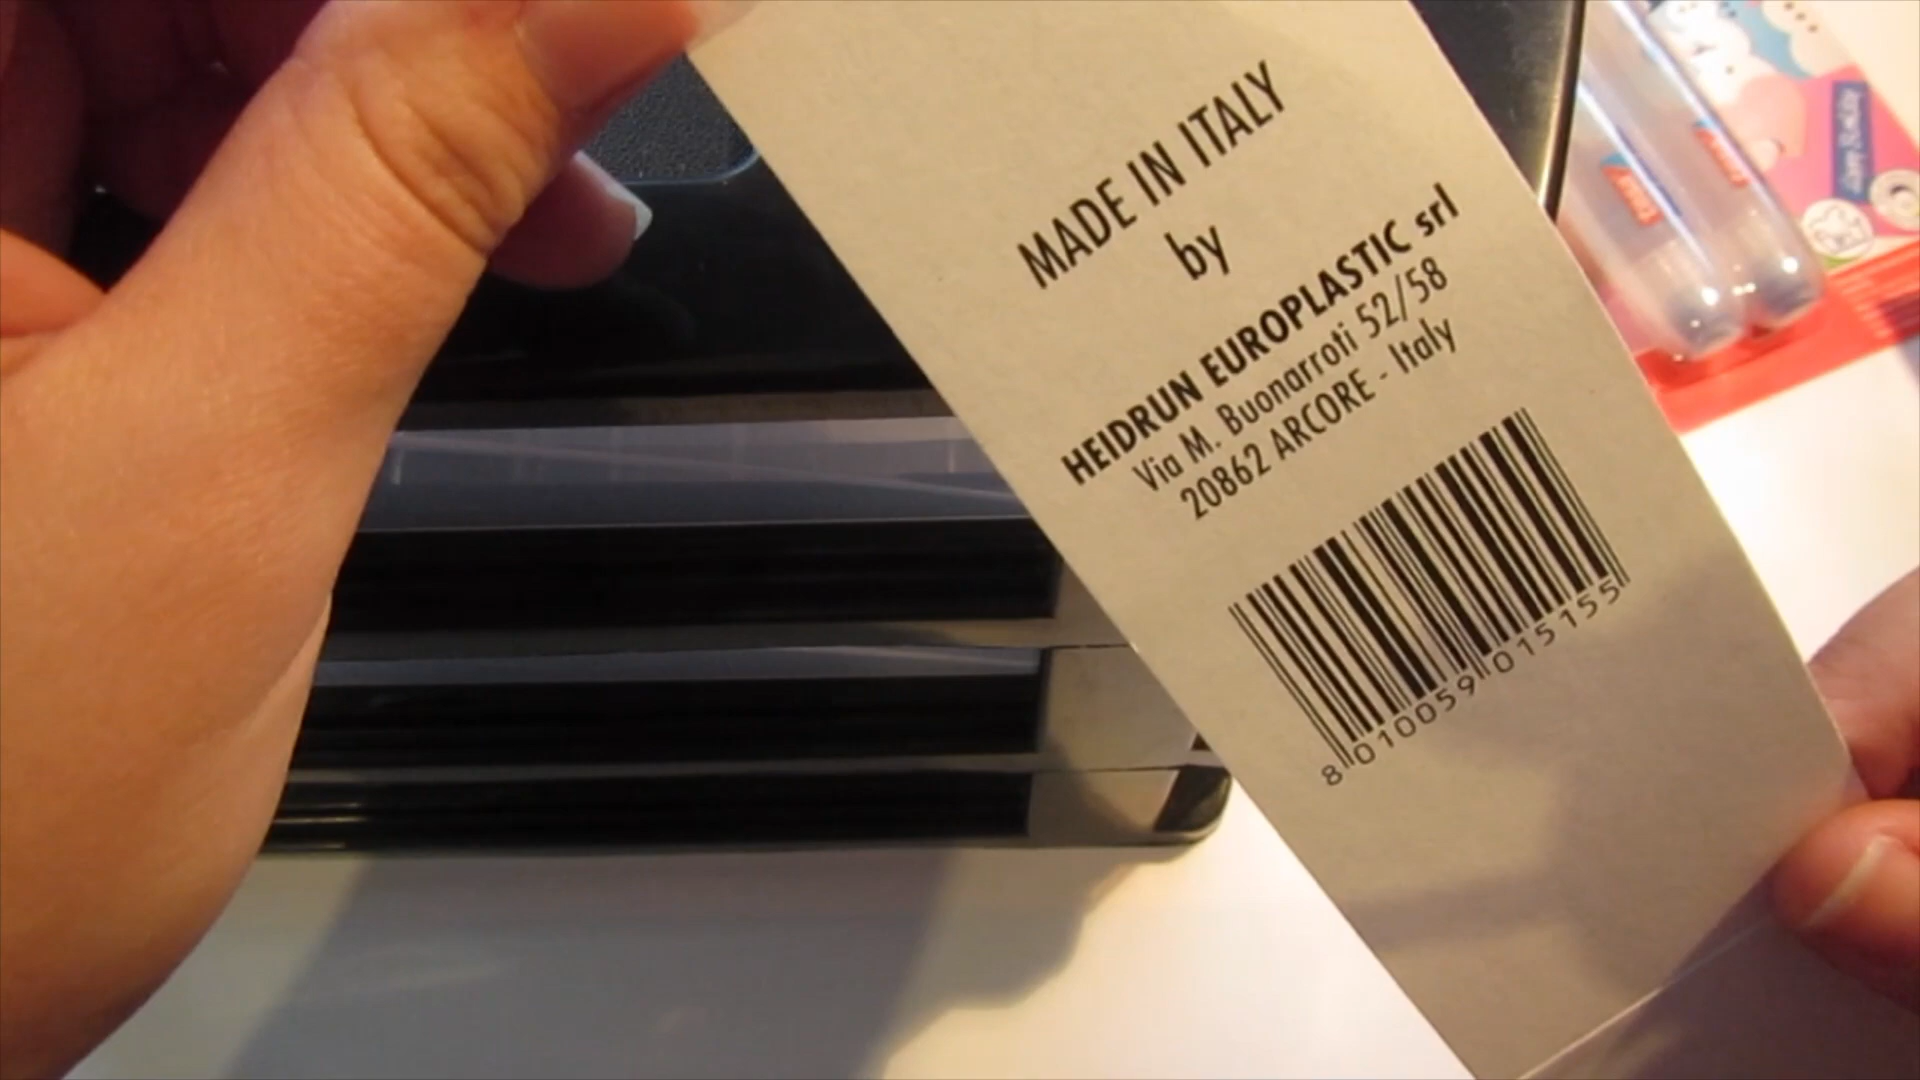 MADE IN ITALY
by
HEIDRUN EUROPLASTIC srl
Via M. Buonarroti 52/58
20862 ARCORE - Italy
8 010059 015155